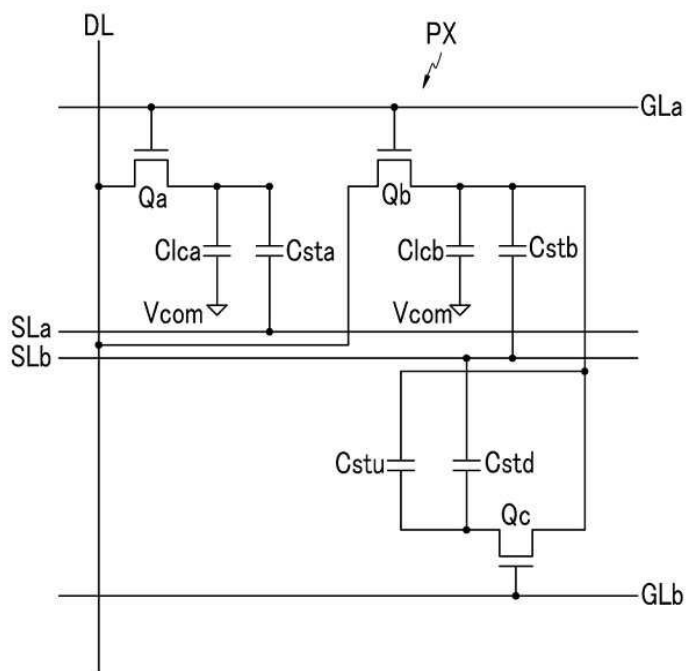 DL
PX
GLa
Qa
Qb
Clca
Csta
Clcb
Cstb
Vcom
Vcom
SLa
SLb
Cstu
Cstd
Qc
GLb